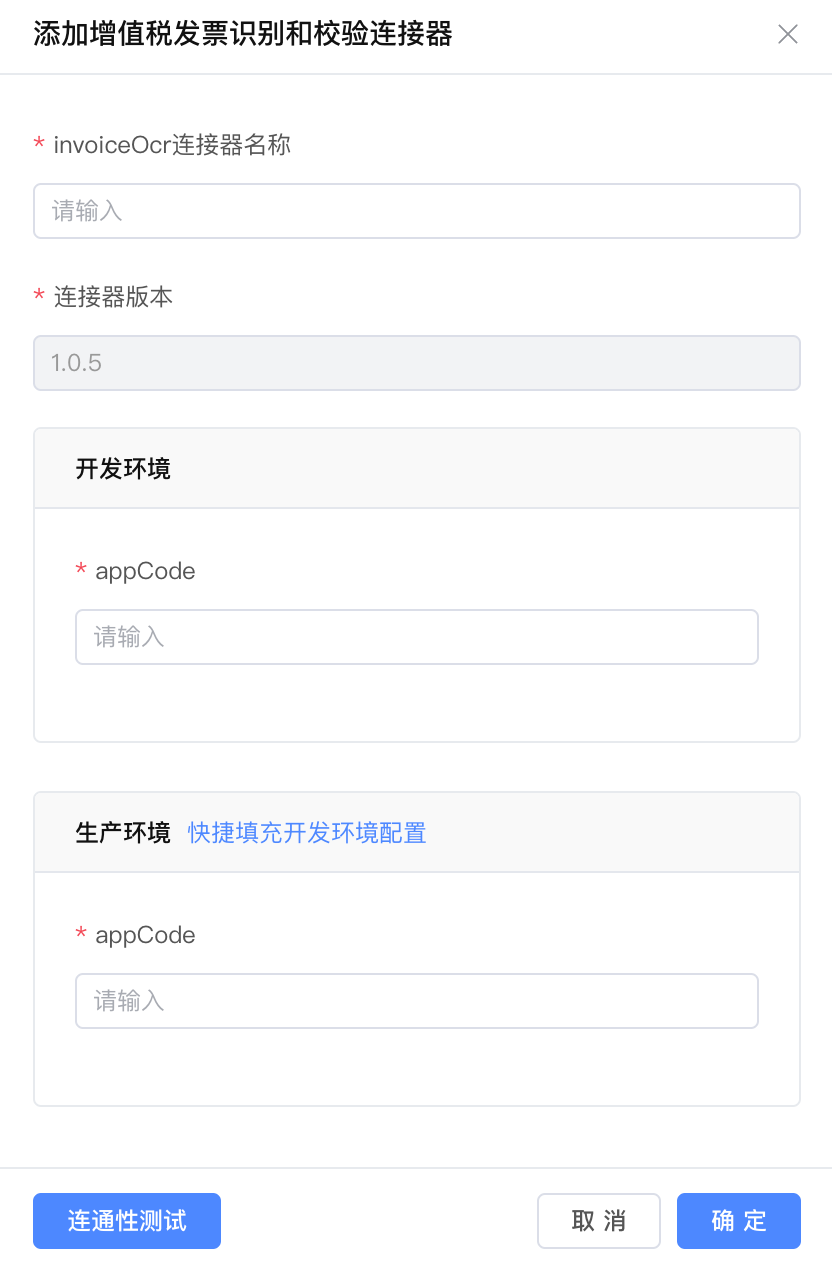 添加增值税发票识别和校验连接器
* invoiceOcr连接器名称
请输入
* 连接器版本
1.0.5
开发环境
* appCode
请输入
生产环境 快捷填充开发环境配置
* appCode
请输入
连通性测试 取 消 确 定